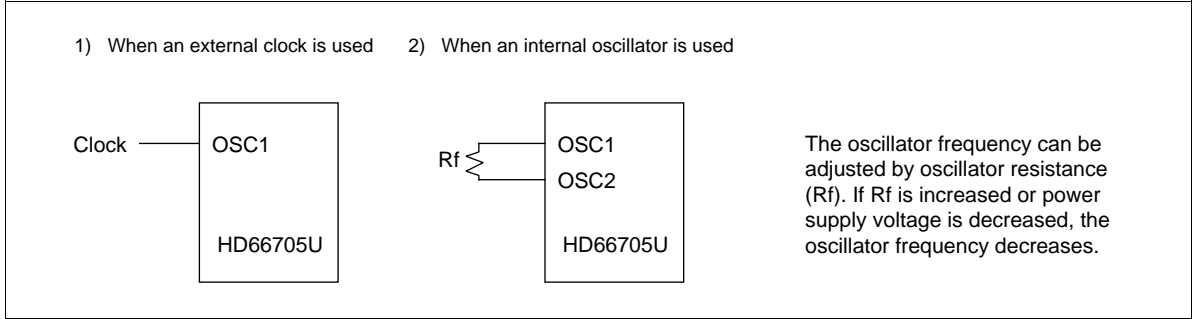 1) When an external clock is used
2) When an internal oscillator is used
Clock
OSC1
HD66705U
Rf
OSC1
OSC2
HD66705U
The oscillator frequency can be
adjusted by oscillator resistance
(Rf). If Rf is increased or power
supply voltage is decreased, the
oscillator frequency decreases.